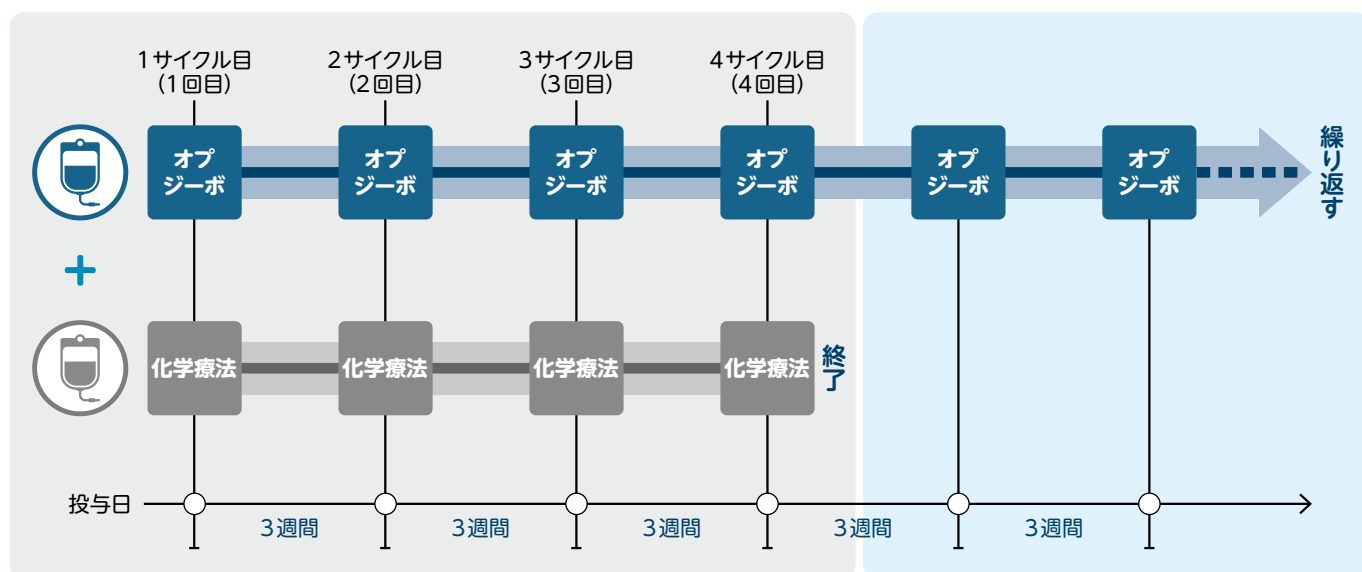 1サイクル目
(1回目)
2サイクル目
(2回目)
3サイクル目
(3回目)
4サイクル目
(4回目)
オプ
ジーボ
オプ
ジーボ
オプ
ジーボ
オプ
ジーボ
オプ
ジーボ
オプ
ジーボ
繰り返す
+
化学療法
化学療法
化学療法
化学療法
終了
投与日
3週間
3週間
3週間
3週間
3週間